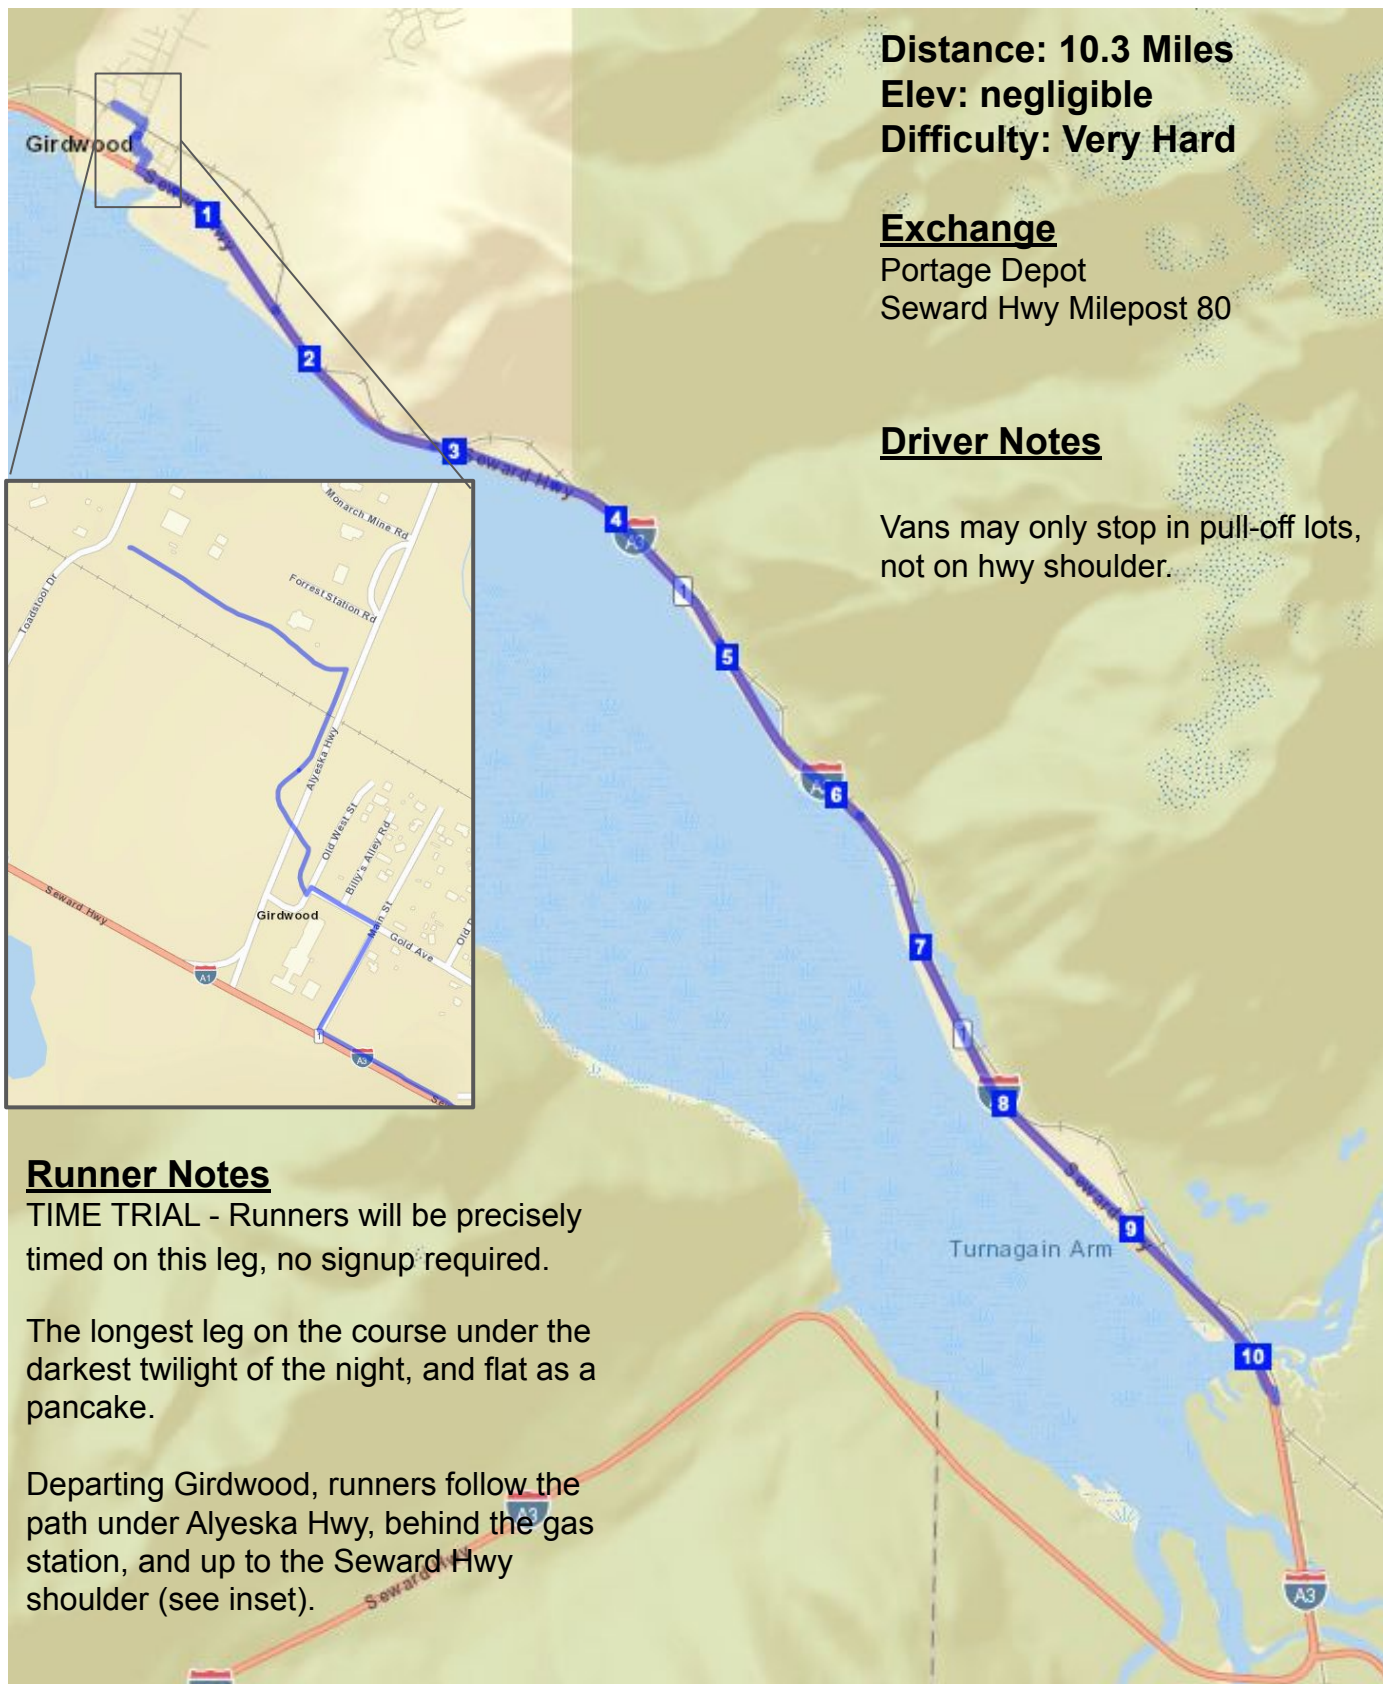 Distance: 10.3 Miles
Elev: negligible
Difficulty: Very Hard
Exchange
Portage Depot
Seward Hwy Milepost 80
Driver Notes
Vans may only stop in pull-off lots,
not on hwy shoulder.
Girdwood
Seward Hwy
1
2
3
Seward Hwy
4
A3
1
5
6
7
1
8
Seward
9
Turnagain Arm
10
A3
Monarch Mine Rd
Toadstool Dr
Forrest Station Rd
Alyeska Hwy
Old West St
Billy's Alley Rd
Main St
Girdwood
Gold Ave
Old
Seward Hwy
A1
1
A3
Runner Notes
TIME TRIAL - Runners will be precisely
timed on this leg, no signup required.
The longest leg on the course under the
darkest twilight of the night, and flat as a
pancake.
Departing Girdwood, runners follow the
path under Alyeska Hwy, behind the gas
station, and up to the Seward Hwy
shoulder (see inset).
A3
Seward Hwy